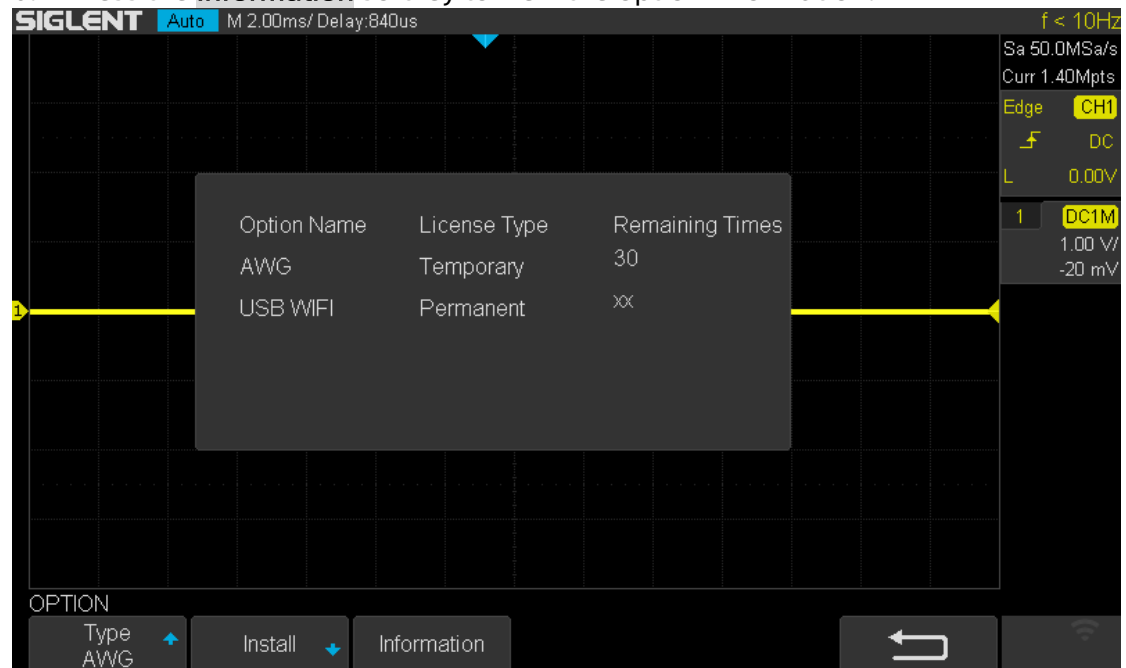 SIGLENT Auto M 2.00ms/ Delay:840us f < 10Hz
Sa 50.0MSa/s
Curr 1.40Mpts
Edge CH1
DC
L 0.00V
Option Name License Type Remaining Times
AWG Temporary 30
USB WIFI Permanent xx
1 DC1M
1.00 V/
-20 mV
1
OPTION
Type
AWG
Install
Information